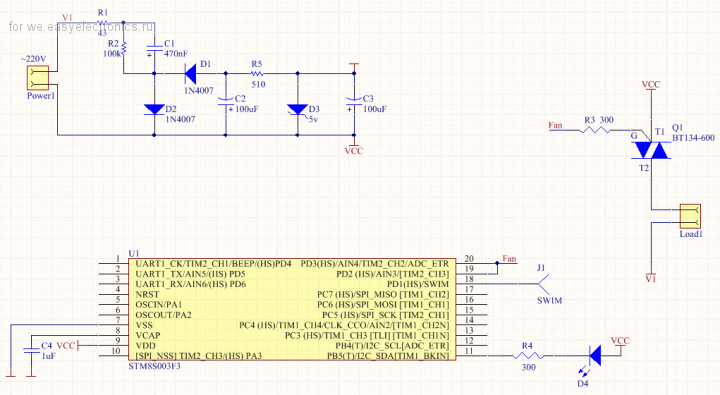 for we.easyelectronics.ru
V1
R1
43
R2
100k
C1
470nF
~220V
Power1
D1
1N4007
R5
510
D2
1N4007
C2
100uF
D3
5v
C3
100uF
VCC
VCC
Fan
R3 300
G
T1
T2
Q1
BT134-600
Load1
V1
U1
1 UART1_CK/TIM2_CH1/BEEP/(HS)PD4
2 UART1_TX/AIN5/(HS) PD5
3 UART1_RX/AIN6/(HS) PD6
4 NRST
5 OSCIN/PA1
6 OSCOUT/PA2
7 VSS
8 VCAP
9 VDD
10 [SPI_NSS] TIM2_CH3/(HS) PA3
PD3(HS)/AIN4/TIM2_CH2/ADC_ETR 20
PD2 (HS)/AIN3/[TIM2_CH3] 19
PD1(HS)/SWIM 18
PC7 (HS)/SPI_MISO [TIM1_CH2] 17
PC6 (HS)/SPI_MOSI [TIM1_CH1] 16
PC5 (HS)/SPI_SCK [TIM2_CH1] 15
PC4 (HS)/TIM1_CH4/CLK_CCO/AIN2/[TIM1_CH2N] 14
PC3 (HS)/TIM1_CH3 [TLI] [TIM1_CH1N] 13
PB4(T)/I2C_SCL[ADC_ETR] 12
PB5(T)/I2C_SDA[TIM1_BKIN] 11
STM8S003F3
Fan
J1
SWIM
C4
1uF
VCC
R4
300
D4
VCC